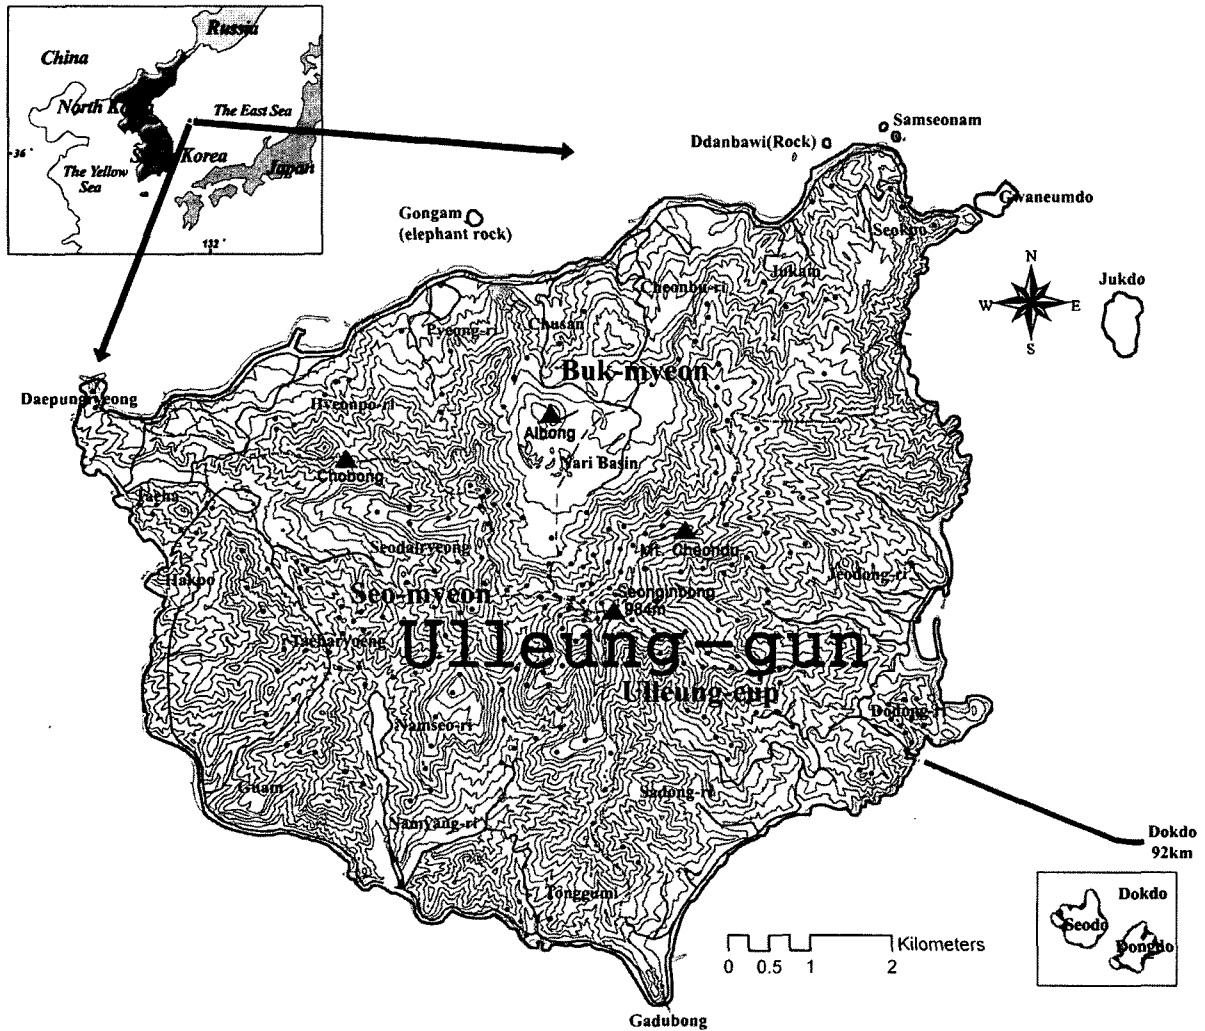 Russia
China
North Korea
The East Sea
36°
South Korea
The Yellow
Sea
Japan
132°
Samseonam
Ddanbawi(Rock)
Gwaneumdo
Gongam
(elephant rock)
Seokpo
N
W
E
S
Jukdo
Jukam
Cheonbu-ri
Pyeong-ri
Chusan
Buk-myeon
Daepungryeong
Hyeonpo-ri
Albong
Nari Basin
Chobong
Taeha
Mt. Cheondu
Seodalryeong
Hakpo
Jeodong-ri
Seo-myeon
Seonginbong
984m
Taeharyoeng
Ulleung-gun
Ulleung-eup
Dodong-ri
Namseo-ri
Guam
Sadong-ri
Namyang-ri
Dokdo
92km
Tonggumi
Dokdo
Seodo
Dongdo
Kilometers
0 0.5 1 2
Gadubong